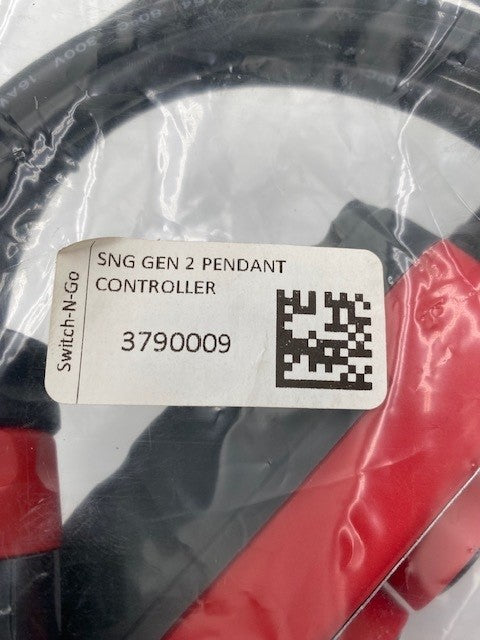 Switch-N-Go
SNG GEN 2 PENDANT
CONTROLLER
3790009